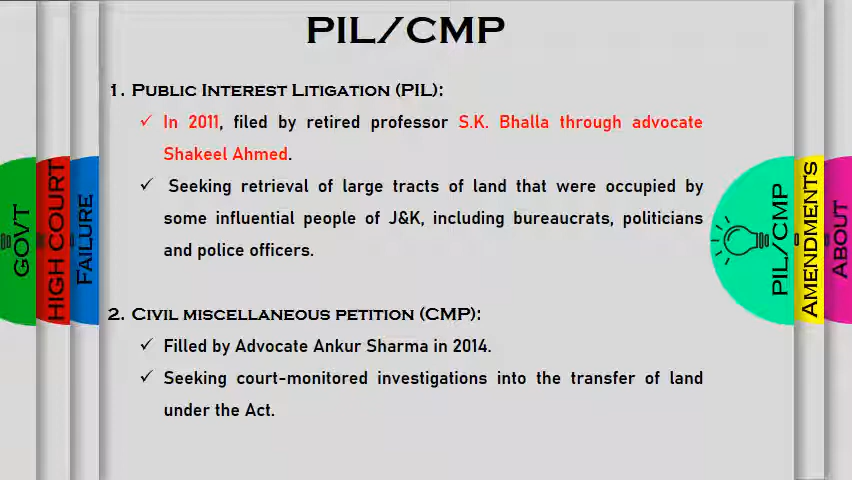 PIL/CMP
1. Public Interest Litigation (PIL):
✓ In 2011, filed by retired professor S.K. Bhalla through advocate
Shakeel Ahmed.
✓ Seeking retrieval of large tracts of land that were occupied by
some influential people of J&K, including bureaucrats, politicians
and police officers.
2. Civil miscellaneous petition (CMP):
✓ Filled by Advocate Ankur Sharma in 2014.
✓ Seeking court-monitored investigations into the transfer of land
under the Act.
GOVT
HIGH COURT
FAILURE
PIL/CMP
AMENDMENTS
ABOUT